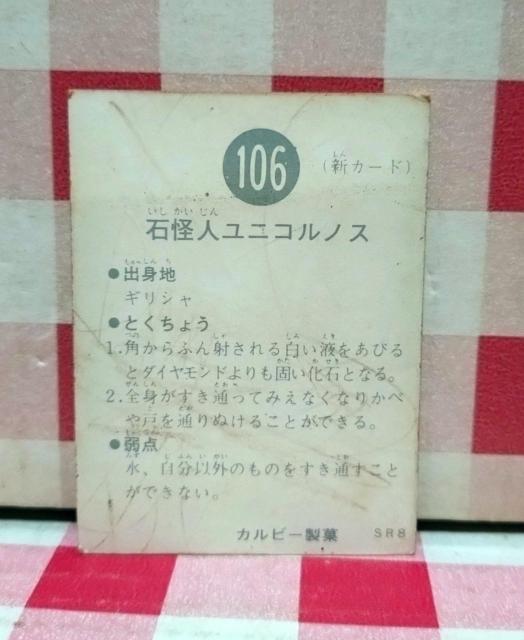 106
(新カード)
石怪人ユニコルノス
●出身地
ギリシャ
●とくちょう
1.角からふん射される白い液をあびる
とダイヤモンドよりも固い化石となる。
2.全身がすき通ってみえなくなりかべ
や戸を通りぬけることができる。
●弱点
水、自分以外のものをすき通すこと
ができない。
カルビー製菓 SR8